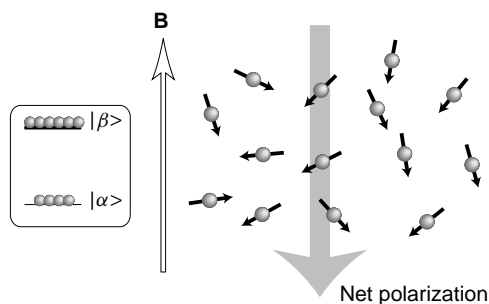 B
|β>
|α>
Net polarization